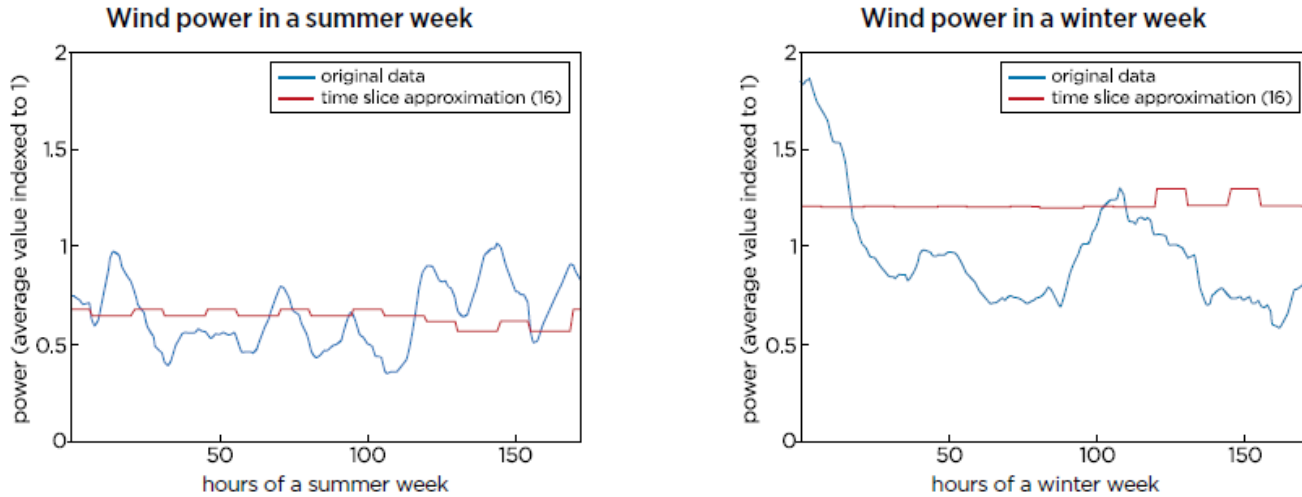 Wind power in a summer week
power (average value indexed to 1)
2
1.5
1
0.5
0
original data
time slice approximation (16)
50
100
150
hours of a summer week
Wind power in a winter week
power (average value indexed to 1)
2
1.5
1
0.5
0
original data
time slice approximation (16)
50
100
150
hours of a winter week